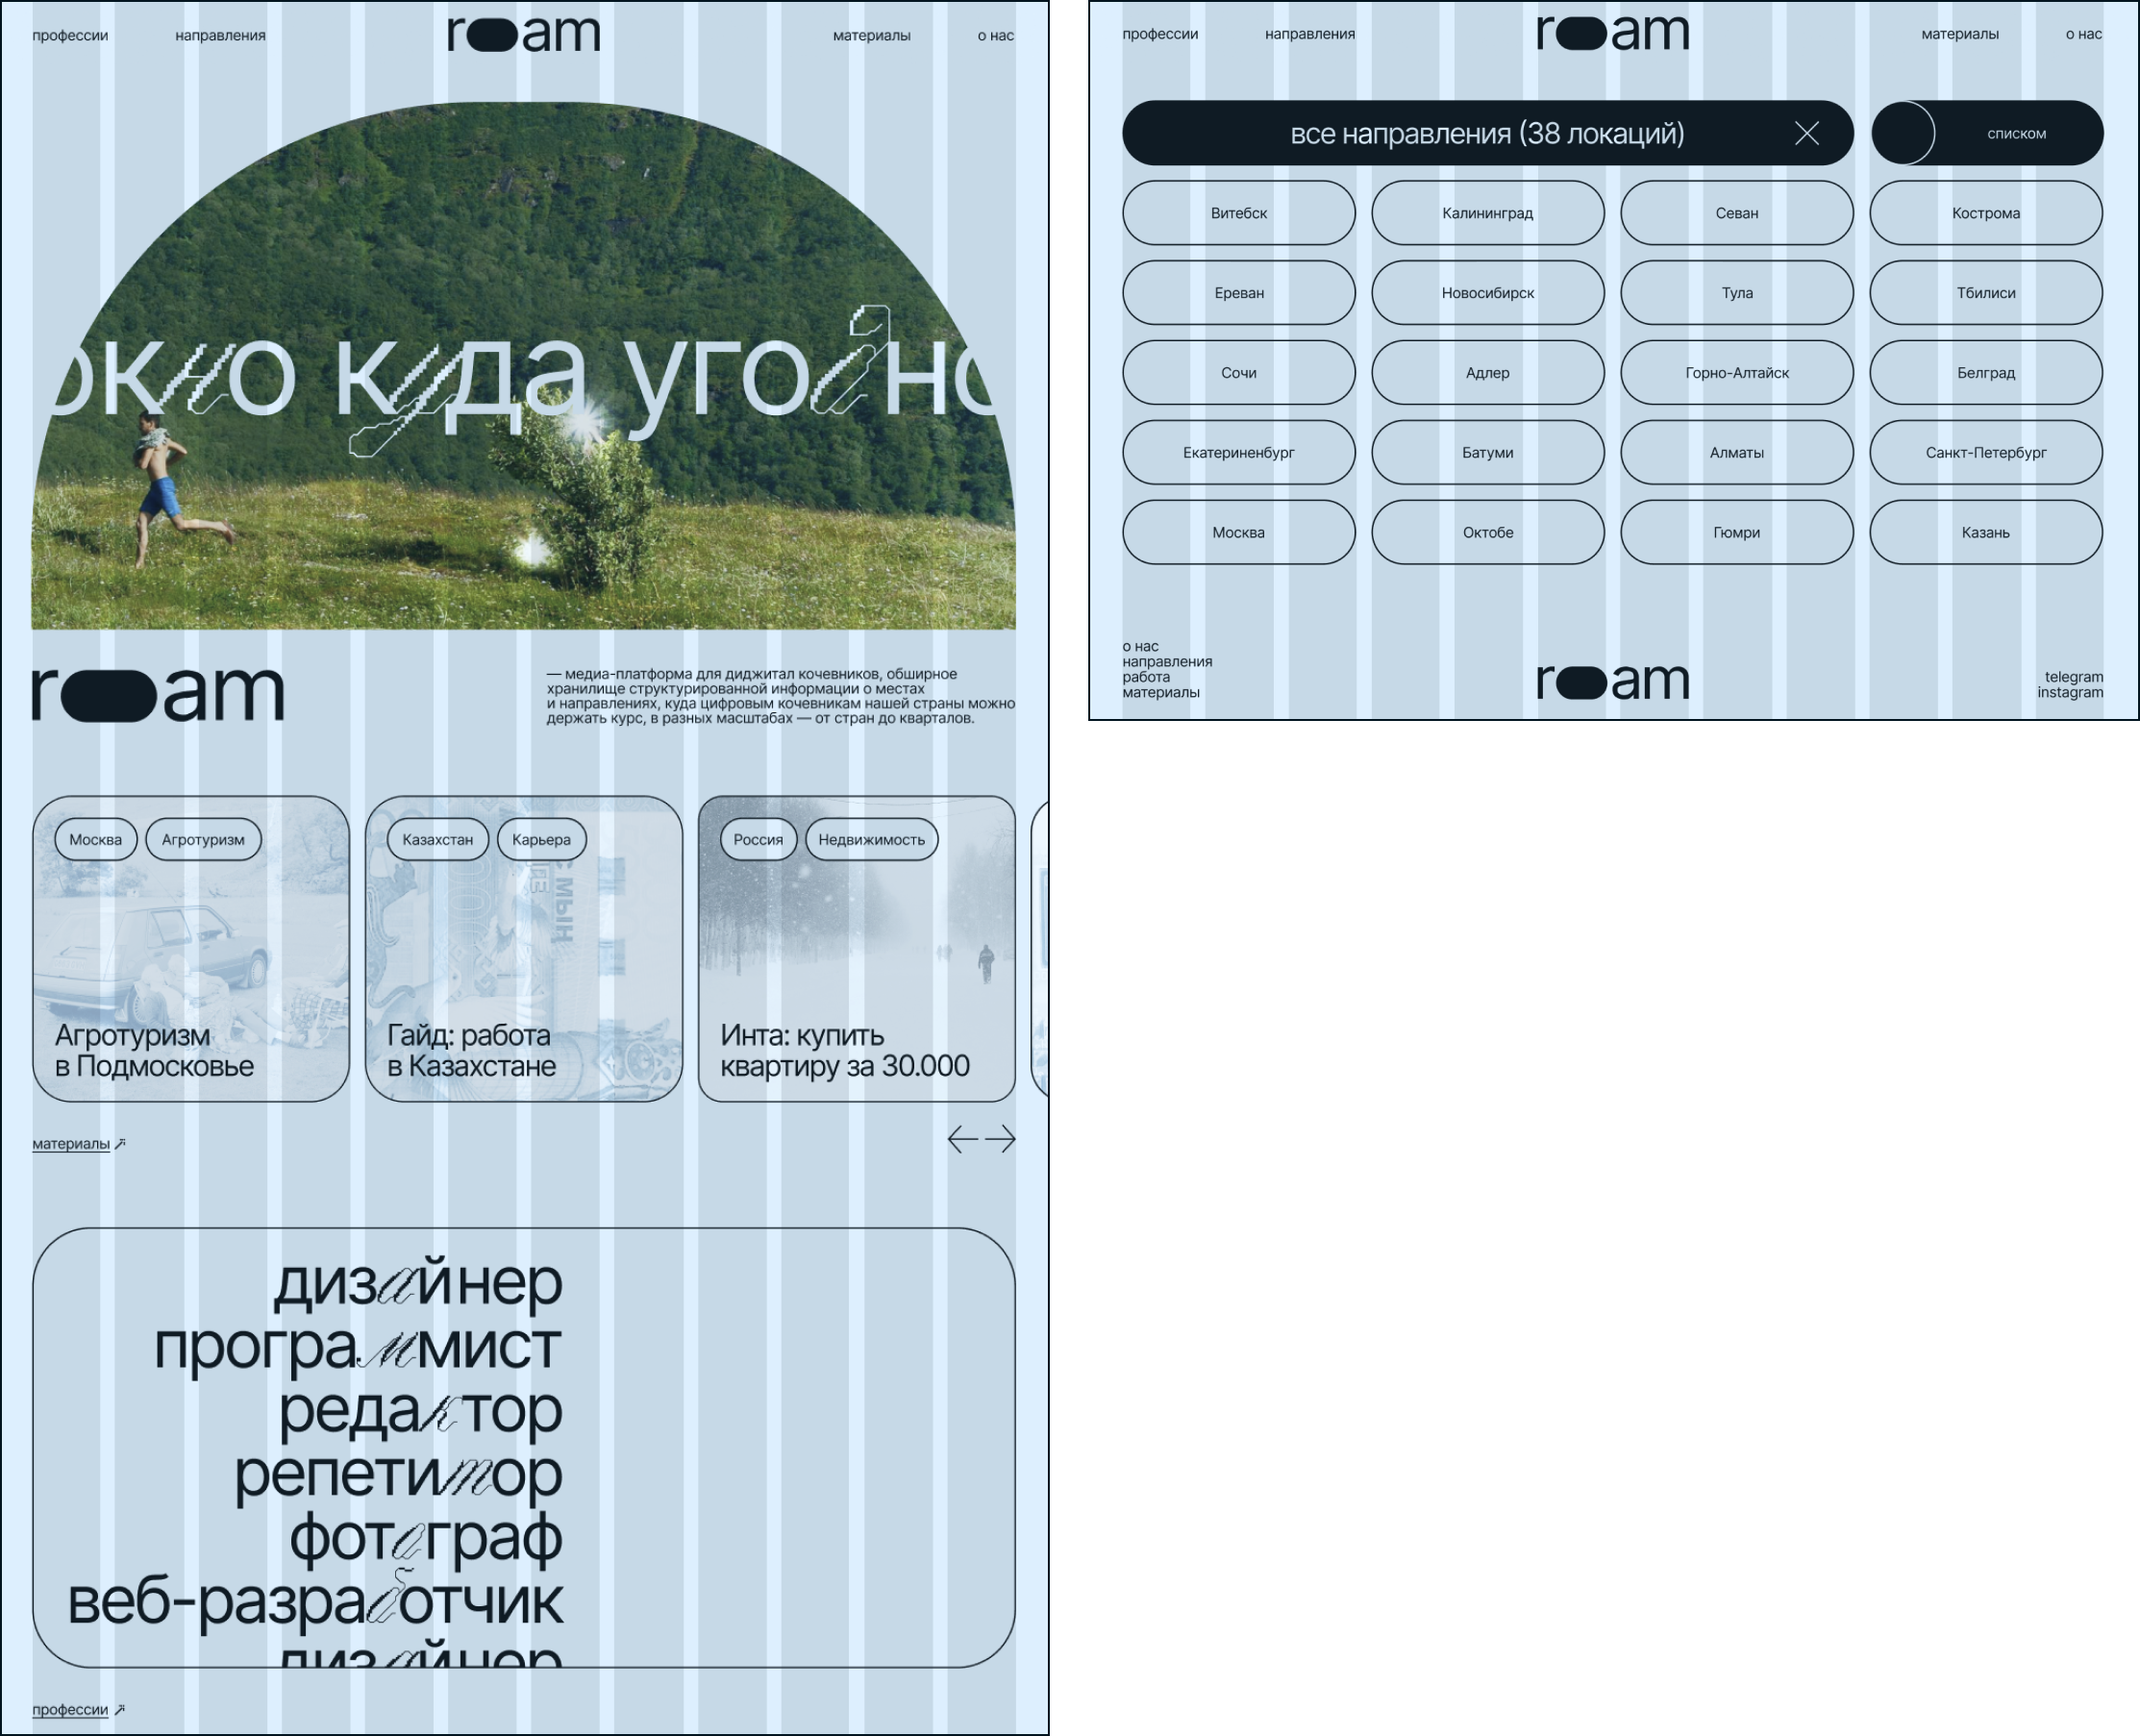 профессии направления roam материалы о нас
окно куда угодно
roam
— медиа-платформа для диджитал кочевников, обширное
хранилище структурированной информации о местах
и направлениях, куда цифровым кочевникам нашей страны можно
держать курс, в разных масштабах — от стран до кварталов.
Москва Агротуризм
Агротуризм
в Подмосковье
Казахстан Карьера
Гайд: работа
в Казахстане
Россия Недвижимость
Инта: купить
квартиру за 30.000
материалы
дизайнер
программист
редактор
репетитор
фотограф
веб-разработчик
дизайнер
профессии
профессии направления roam материалы о нас
все направления (38 локаций)
списком
Витебск Калининград Севан Кострома
Ереван Новосибирск Тула Тбилиси
Сочи Адлер Горно-Алтайск Белград
Екатериненбург Батуми Алматы Санкт-Петербург
Москва Октобе Гюмри Казань
о нас
направления
работа
материалы
roam
telegram
instagram